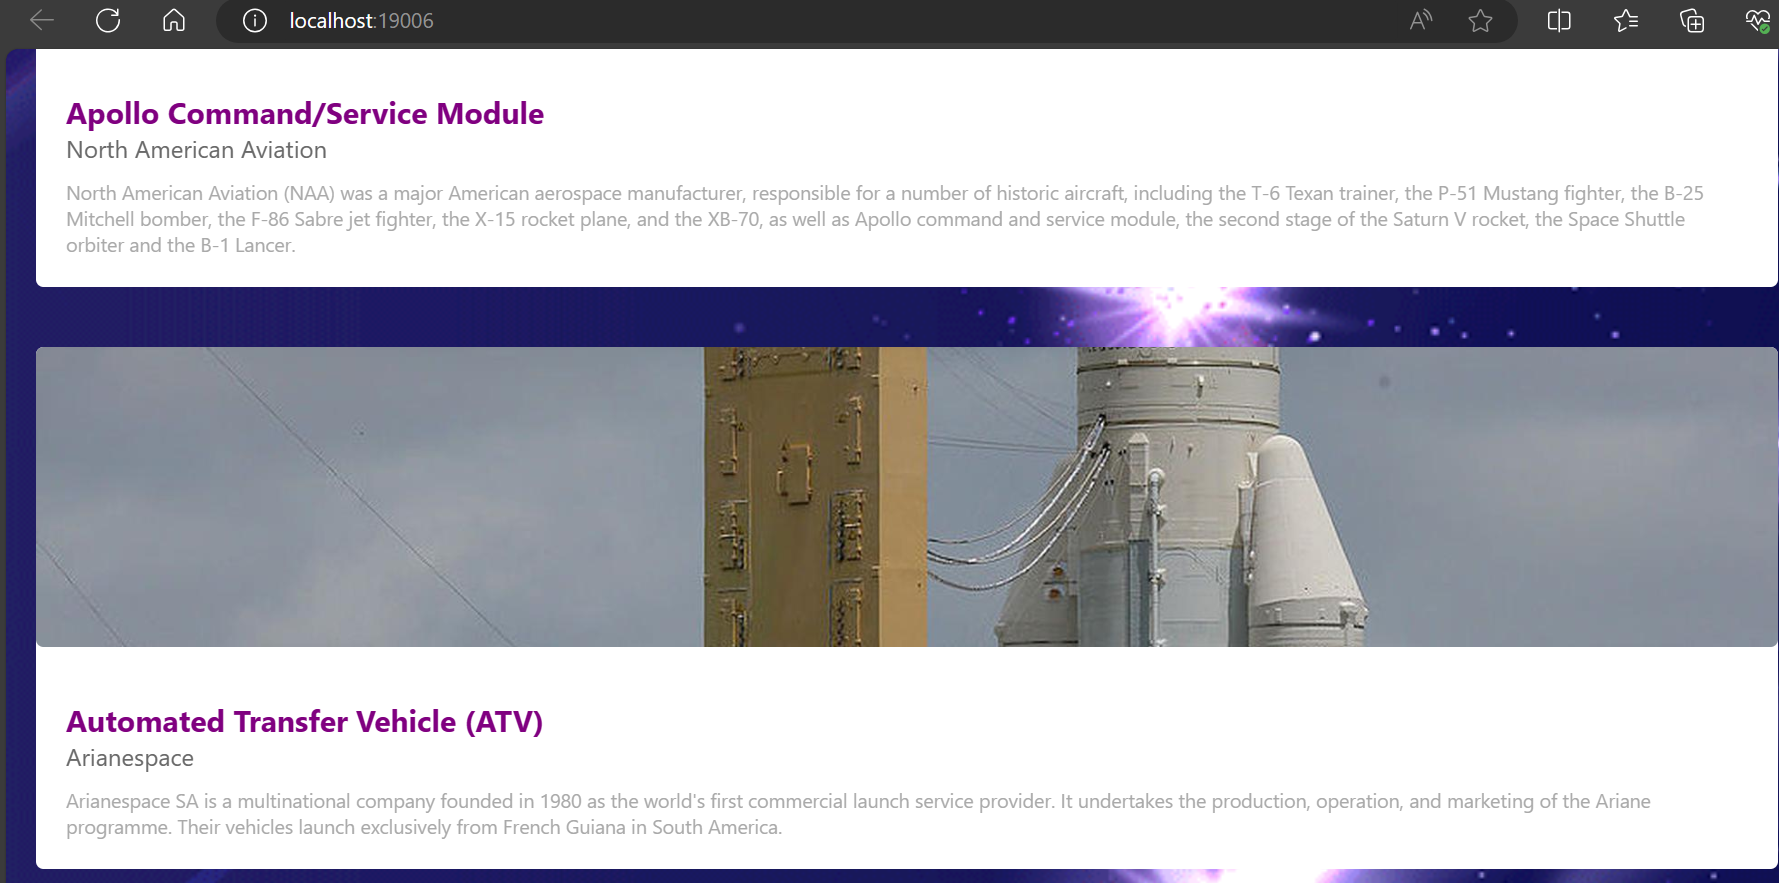 localhost:19006
Apollo Command/Service Module
North American Aviation
North American Aviation (NAA) was a major American aerospace manufacturer, responsible for a number of historic aircraft, including the T-6 Texan trainer, the P-51 Mustang fighter, the B-25
Mitchell bomber, the F-86 Sabre jet fighter, the X-15 rocket plane, and the XB-70, as well as Apollo command and service module, the second stage of the Saturn V rocket, the Space Shuttle
orbiter and the B-1 Lancer.
Automated Transfer Vehicle (ATV)
Arianespace
Arianespace SA is a multinational company founded in 1980 as the world's first commercial launch service provider. It undertakes the production, operation, and marketing of the Ariane
programme. Their vehicles launch exclusively from French Guiana in South America.